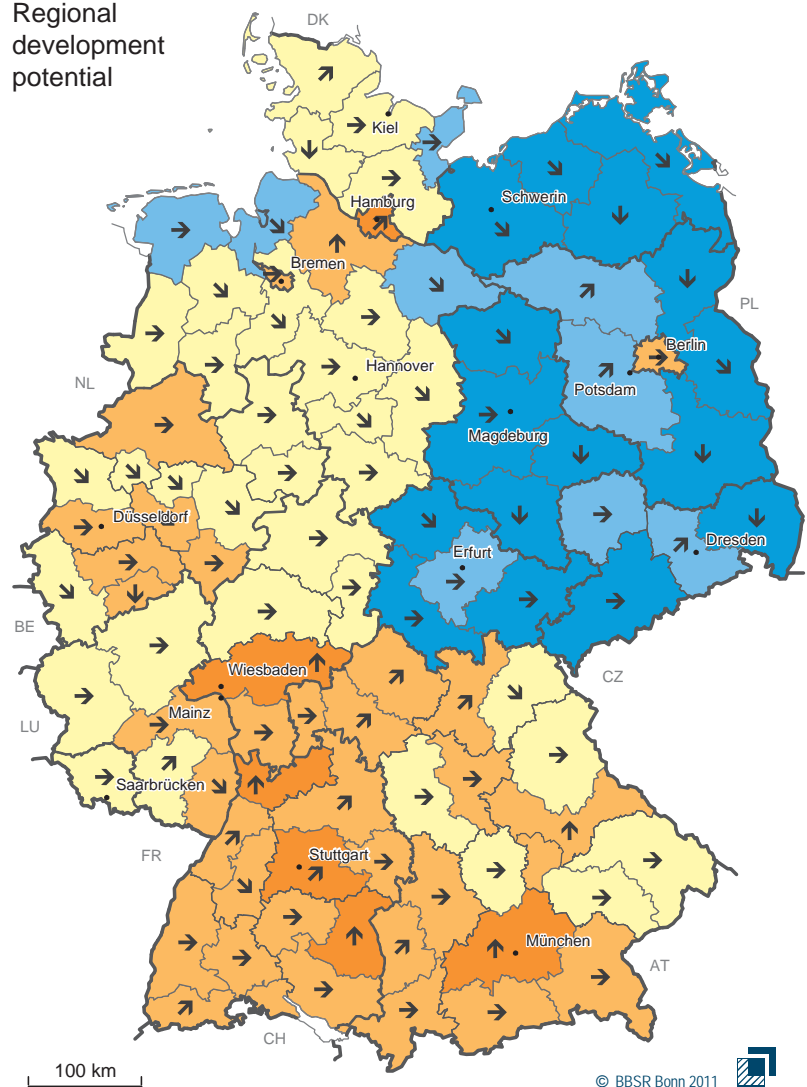 Regional
development
potential
DK
Kiel
Hamburg
Schwerin
Bremen
PL
Berlin
Hannover
NL
Potsdam
Magdeburg
Düsseldorf
Dresden
Erfurt
BE
Wiesbaden
CZ
Mainz
LU
Saarbrücken
FR
Stuttgart
München
AT
CH
100 km
© BBSR Bonn 2011